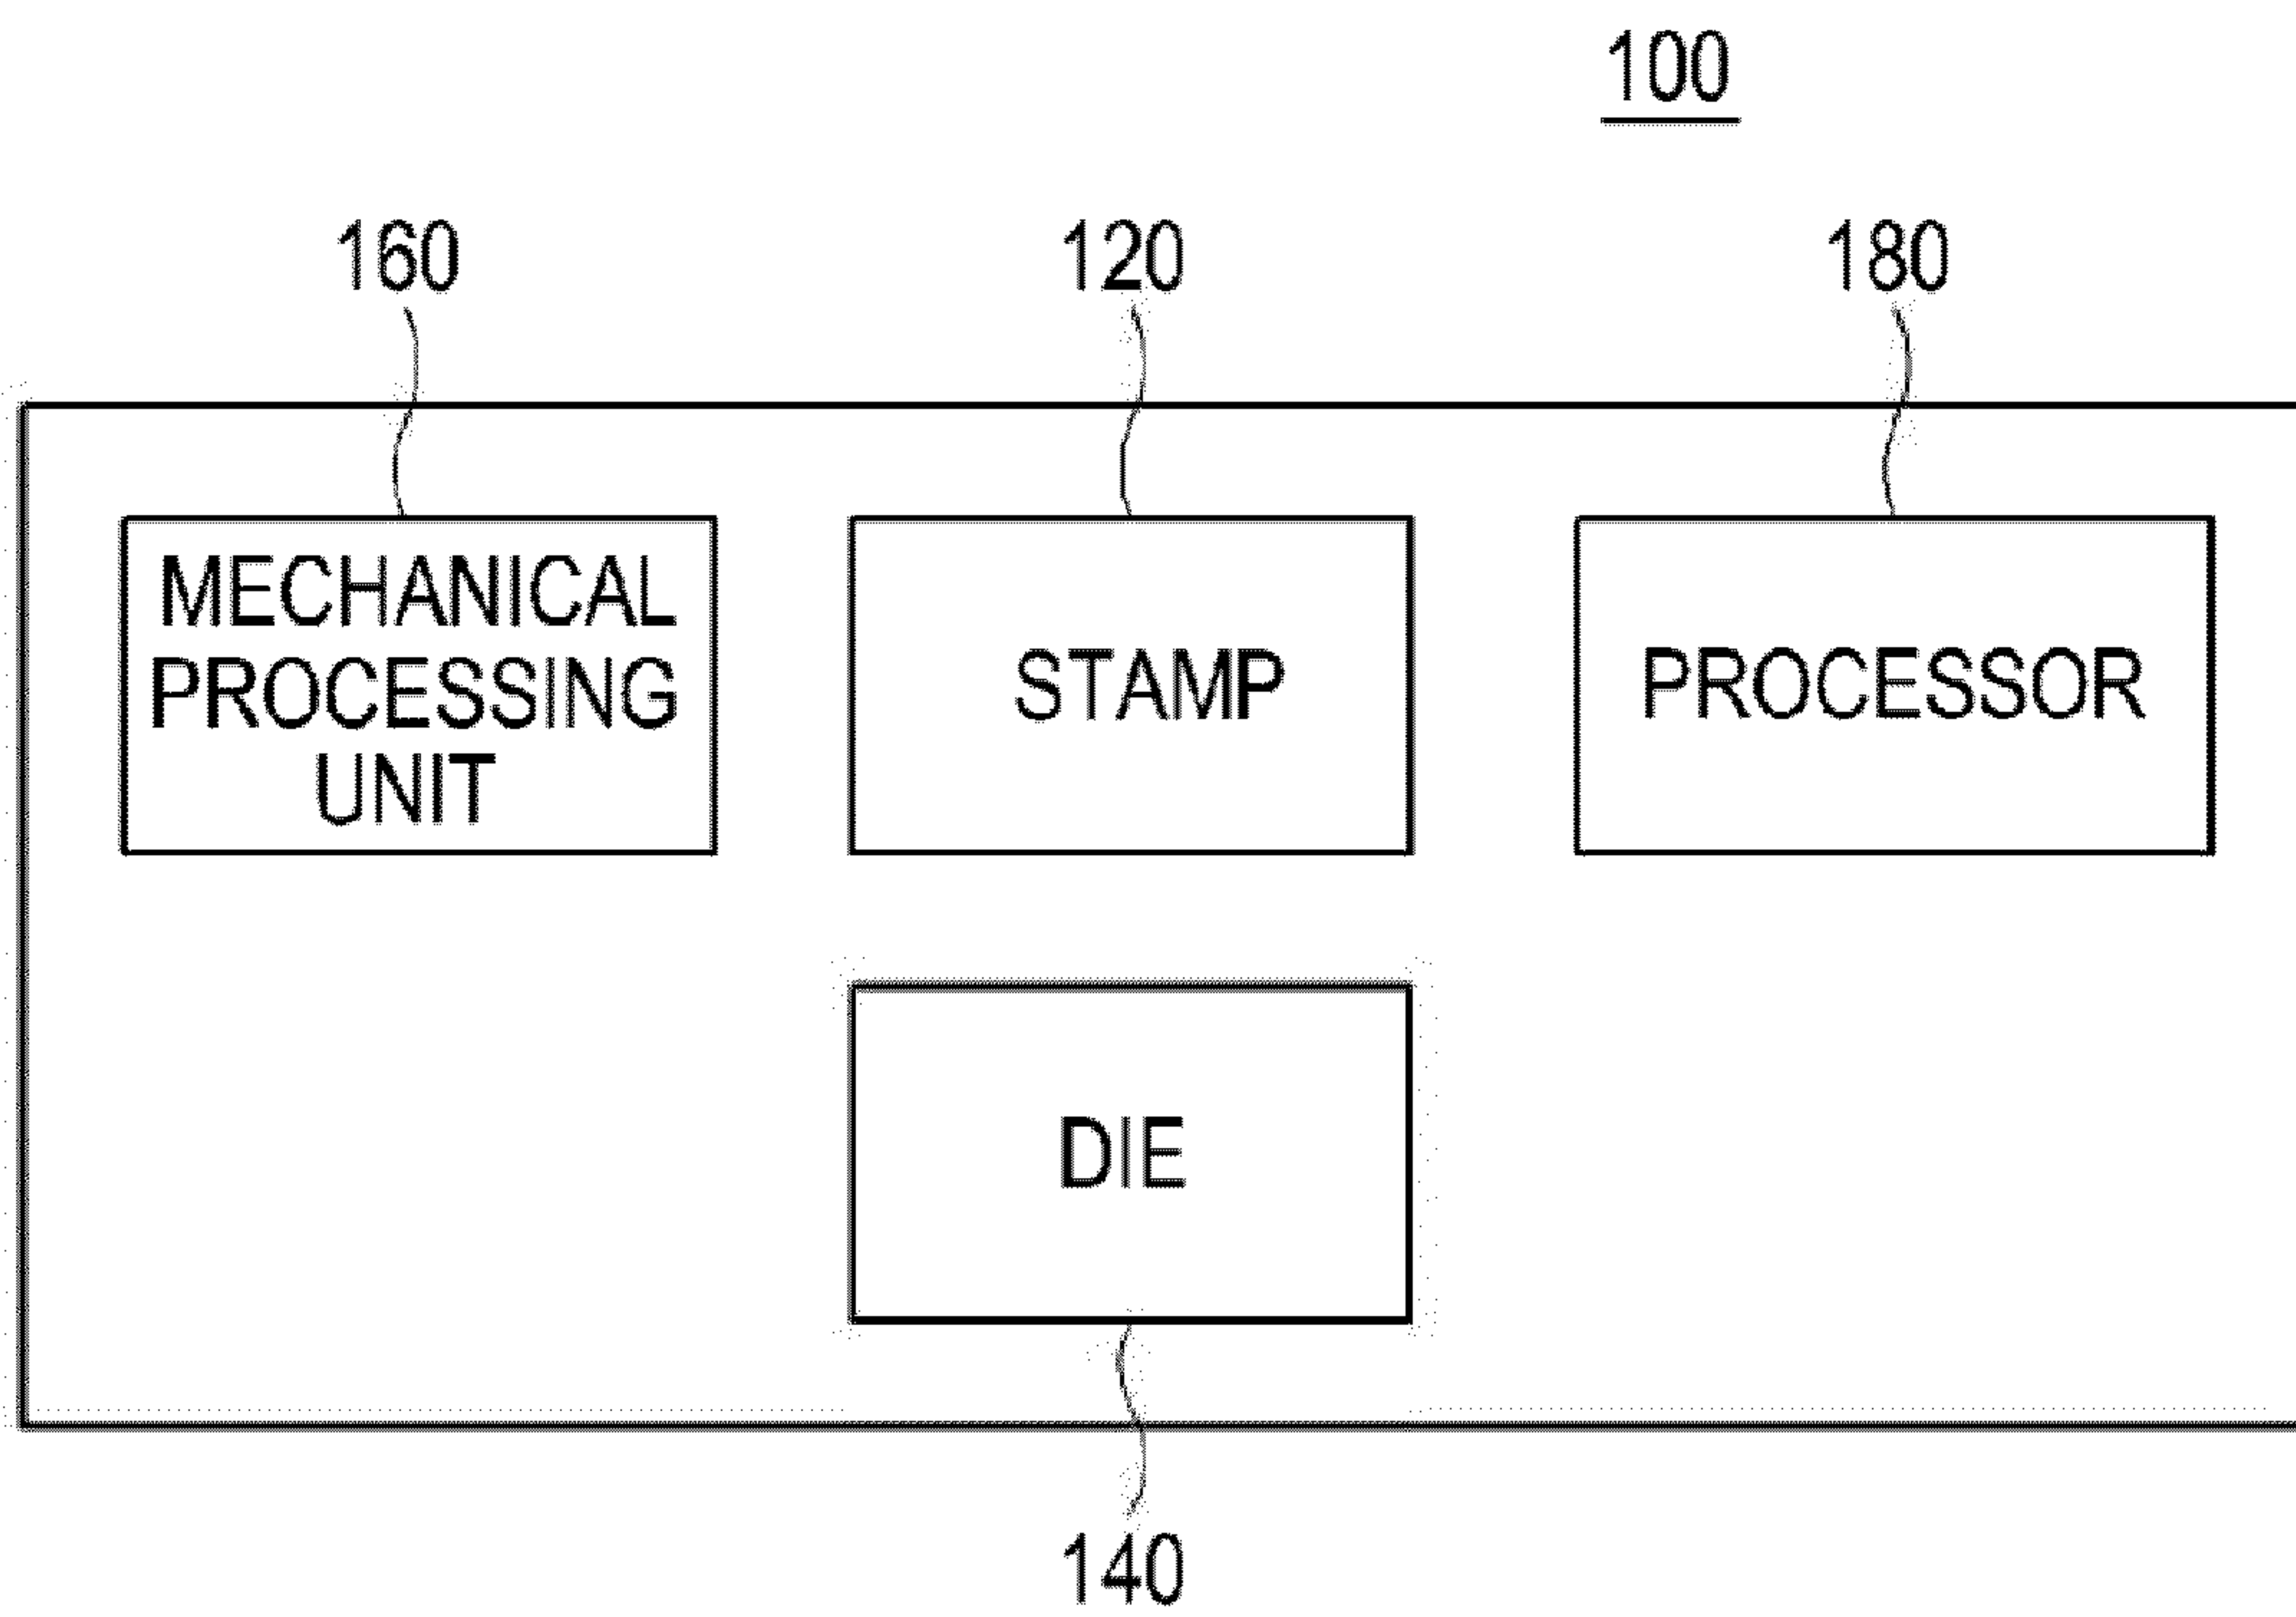 100
160
120
180
MECHANICAL
PROCESSING
UNIT
STAMP
PROCESSOR
DIE
140